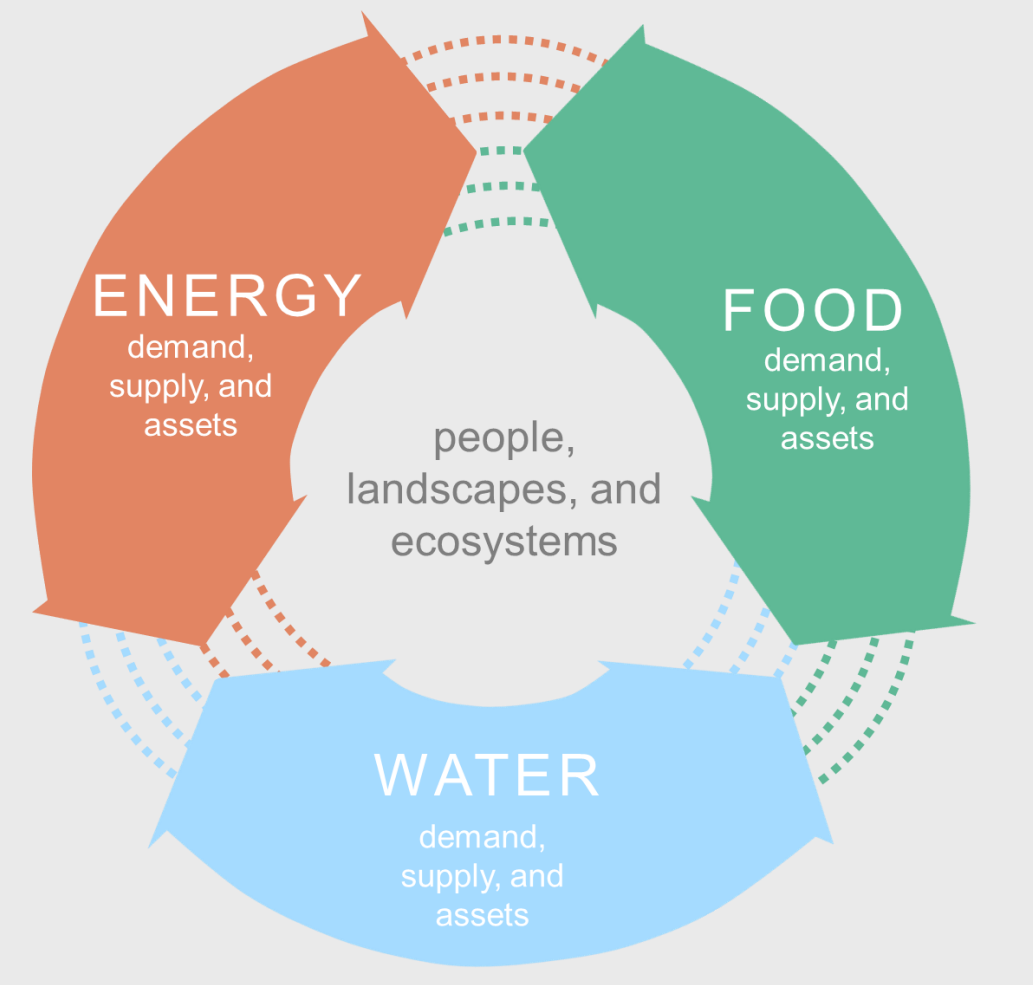 ENERGY
demand,
supply, and
assets
FOOD
demand,
supply, and
assets
people,
landscapes, and
ecosystems
WATER
demand,
supply, and
assets